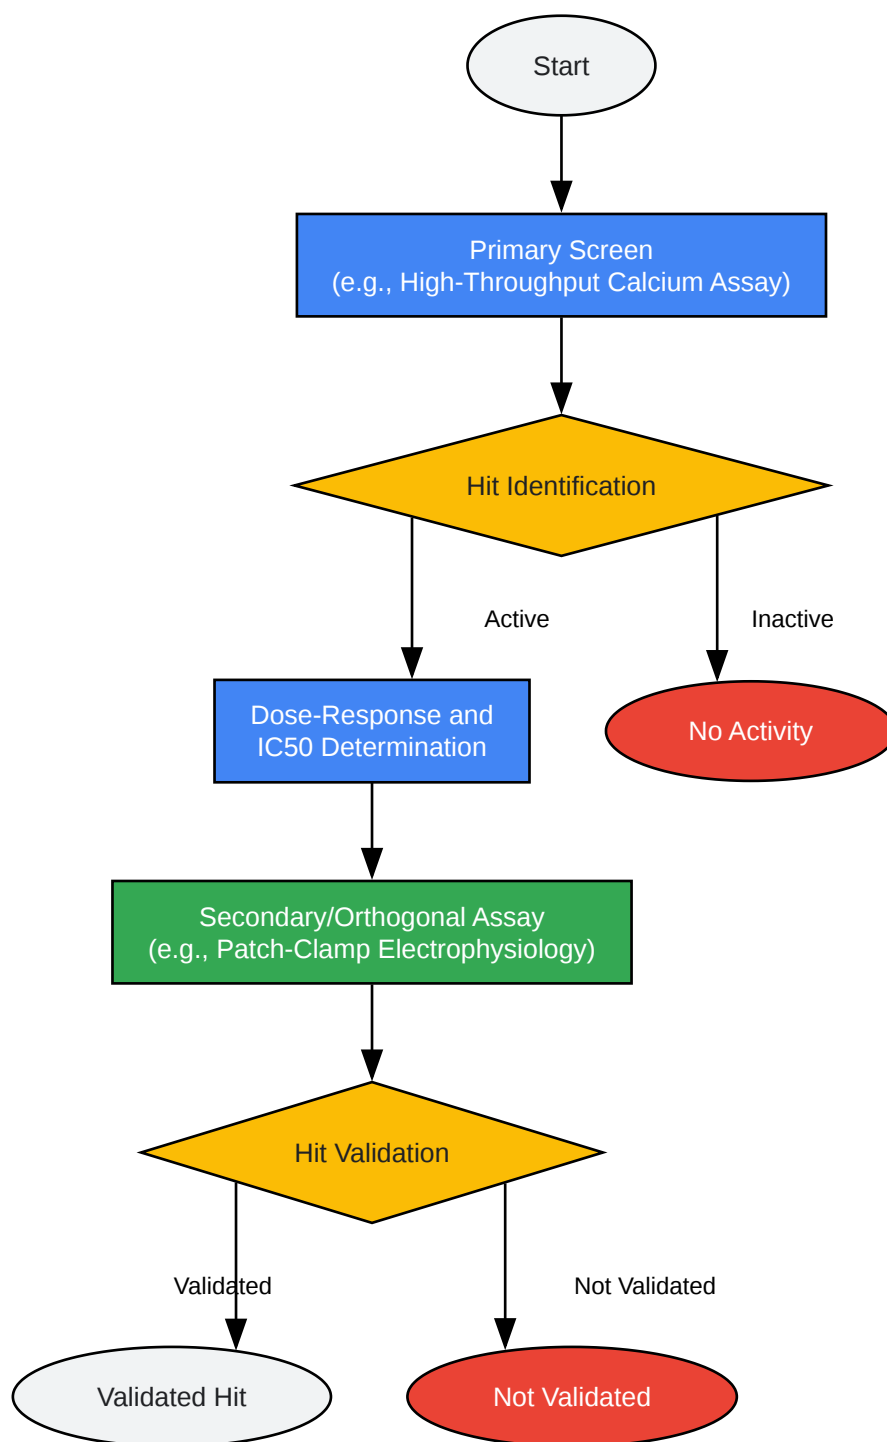 Start
Primary Screen
(e.g., High-Throughput Calcium Assay)
Hit Identification
Active
Inactive
Dose-Response and
IC50 Determination
No Activity
Secondary/Orthogonal Assay
(e.g., Patch-Clamp Electrophysiology)
Hit Validation
Validated
Not Validated
Validated Hit
Not Validated